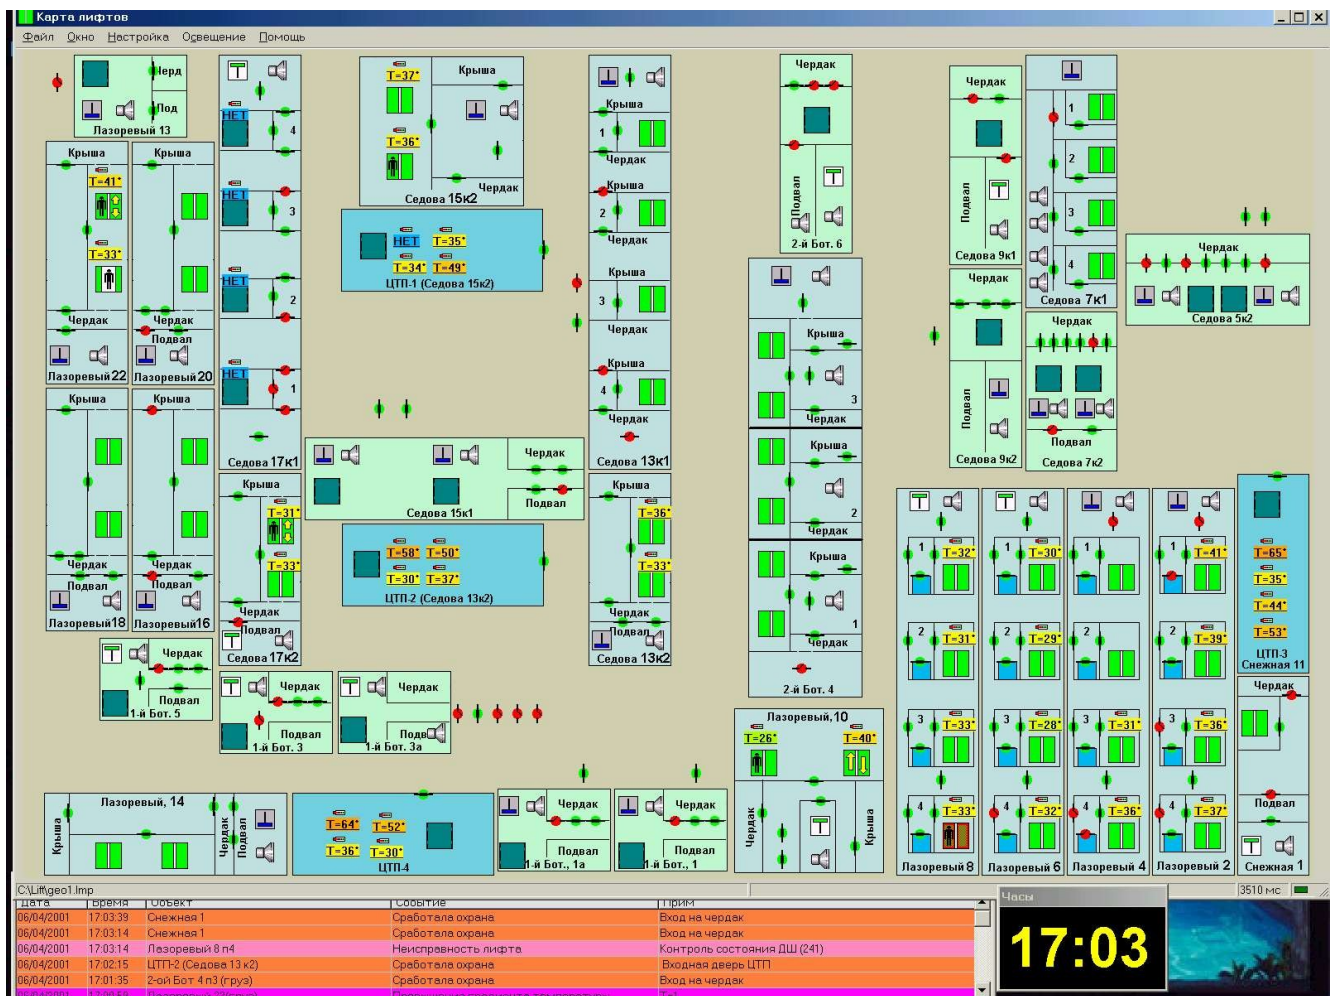 Карта лифтов
Файл Окно Настройка Освещение Помощь
Черд
Под
Лазоревый 13
Крыша
T=41°
T=33°
Чердак
Лазоревый22
Крыша
Чердак
Подвал
Лазоревый20
Крыша
Чердак
Подвал
Лазоревый18
Крыша
Чердак
Подвал
Лазоревый16
НЕТ
4
НЕТ
3
НЕТ
2
НЕТ
1
Седова 17к1
Крыша
T=31°
T=33°
Чердак
Подвал
Седова 17к2
T=37°
Крыша
T=36°
Чердак
Седова 15к2
НЕТ T=35°
T=34° T=49°
ЦТП-1 (Седова 15к2)
Чердак
Подвал
Седова 15к1
T=58° T=50°
T=30° T=37°
ЦТП-2 (Седова 13к2)
Крыша
1
Чердак
Крыша
2
Чердак
Крыша
3
Чердак
Крыша
4
Чердак
Седова 13к1
Крыша
T=36°
T=33°
Чердак
Подвал
Седова 13к2
Чердак
Подвал
2-й Бот. 6
Крыша
3
Чердак
Крыша
2
Чердак
Крыша
1
Чердак
2-й Бот. 4
Чердак
Подвал
Седова 9к1
Чердак
Подвал
Седова 9к2
1
2
3
4
Седова 7к1
Чердак
Подвал
Седова 7к2
Чердак
Седова 5к2
Чердак
Подвал
1-й Бот. 5
Чердак
Подвал
1-й Бот. 3
Чердак
Подв
1-й Бот. 3а
Лазоревый, 14
Крыша
Чердак
Подвал
T=64° T=52°
T=36° T=30°
ЦТП-4
Чердак
Подвал
1-й Бот., 1а
Чердак
Подвал
1-й Бот., 1
Лазоревый,10
T=26° T=40°
Чердак
Крыша
1 T=32°
2 T=31°
3 T=33°
4 T=33°
Лазоревый 8
1 T=30°
2 T=29°
3 T=28°
4 T=32°
Лазоревый 6
1
2
3 T=31°
4 T=36°
Лазоревый 4
1 T=41°
2 T=39°
3 T=36°
4 T=37°
Лазоревый 2
T=65°
T=35°
T=44°
T=53°
ЦТП-3
Снежная 11
Чердак
Подвал
Снежная 1
C:\Lift\geo1.lmp 3510 мс
Дата Время Объект Событие Прим
06/04/2001 17:03:39 Снежная 1 Сработала охрана Вход на чердак
06/04/2001 17:03:14 Снежная 1 Сработала охрана Вход на чердак
06/04/2001 17:03:14 Лазоревый 8 п4 Неисправность лифта Контроль состояния ДШ (241)
06/04/2001 17:02:15 ЦТП-2 (Седова 13 к2) Сработала охрана Входная дверь ЦТП
06/04/2001 17:01:35 2-ой Бот 4 п3 (груз) Сработала охрана Вход на чердак
Часы
17:03